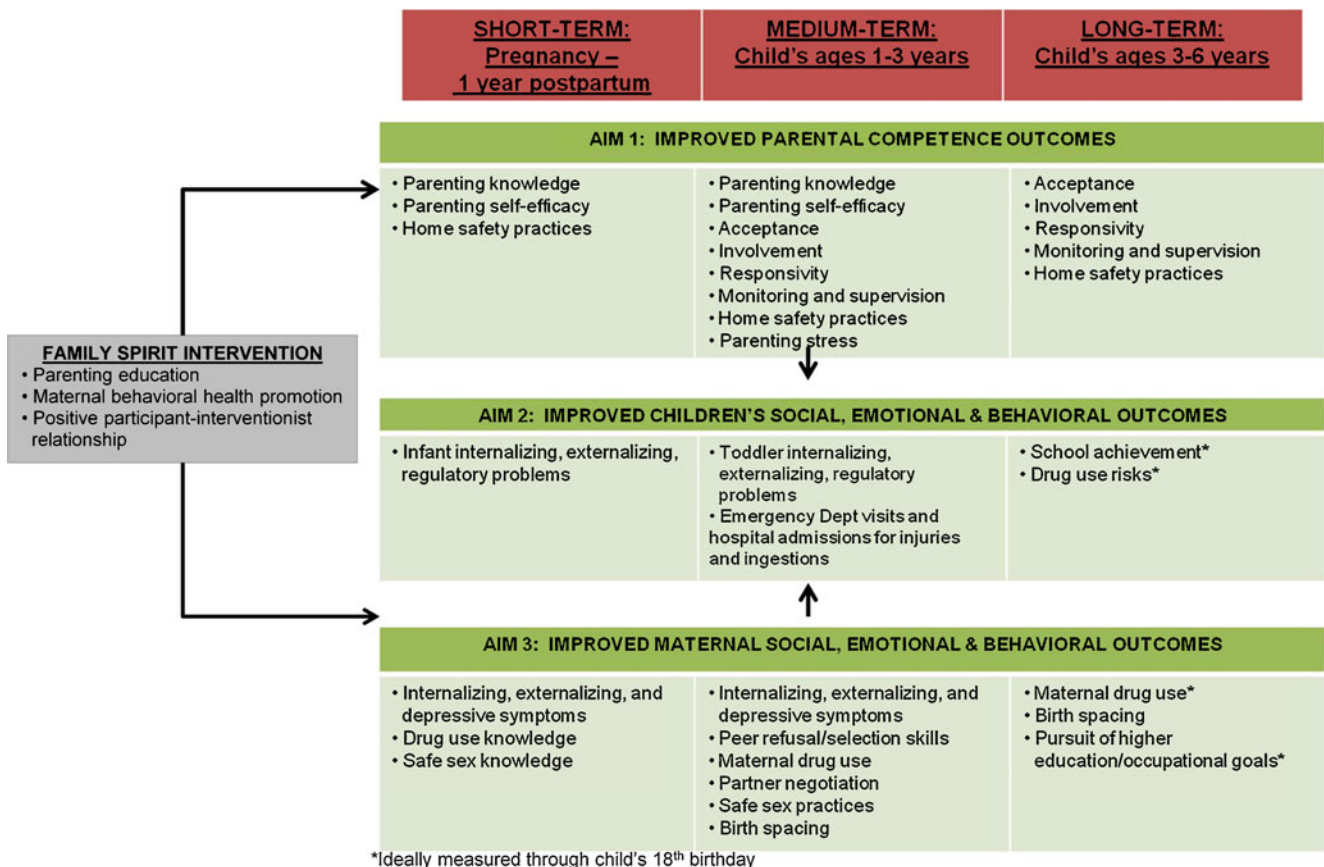 SHORT-TERM:
Pregnancy –
1 year postpartum
MEDIUM-TERM:
Child's ages 1-3 years
LONG-TERM:
Child's ages 3-6 years
AIM 1: IMPROVED PARENTAL COMPETENCE OUTCOMES
• Parenting knowledge
• Parenting self-efficacy
• Home safety practices
• Parenting knowledge
• Parenting self-efficacy
• Acceptance
• Involvement
• Responsivity
• Monitoring and supervision
• Home safety practices
• Parenting stress
• Acceptance
• Involvement
• Responsivity
• Monitoring and supervision
• Home safety practices
FAMILY SPIRIT INTERVENTION
• Parenting education
• Maternal behavioral health promotion
• Positive participant-interventionist
relationship
AIM 2: IMPROVED CHILDREN'S SOCIAL, EMOTIONAL & BEHAVIORAL OUTCOMES
• Infant internalizing, externalizing,
regulatory problems
• Toddler internalizing,
externalizing, regulatory
problems
• Emergency Dept visits and
hospital admissions for injuries
and ingestions
• School achievement*
• Drug use risks*
AIM 3: IMPROVED MATERNAL SOCIAL, EMOTIONAL & BEHAVIORAL OUTCOMES
• Internalizing, externalizing, and
depressive symptoms
• Drug use knowledge
• Safe sex knowledge
• Internalizing, externalizing, and
depressive symptoms
• Peer refusal/selection skills
• Maternal drug use
• Partner negotiation
• Safe sex practices
• Birth spacing
• Maternal drug use*
• Birth spacing
• Pursuit of higher
education/occupational goals*
*Ideally measured through child's 18th birthday